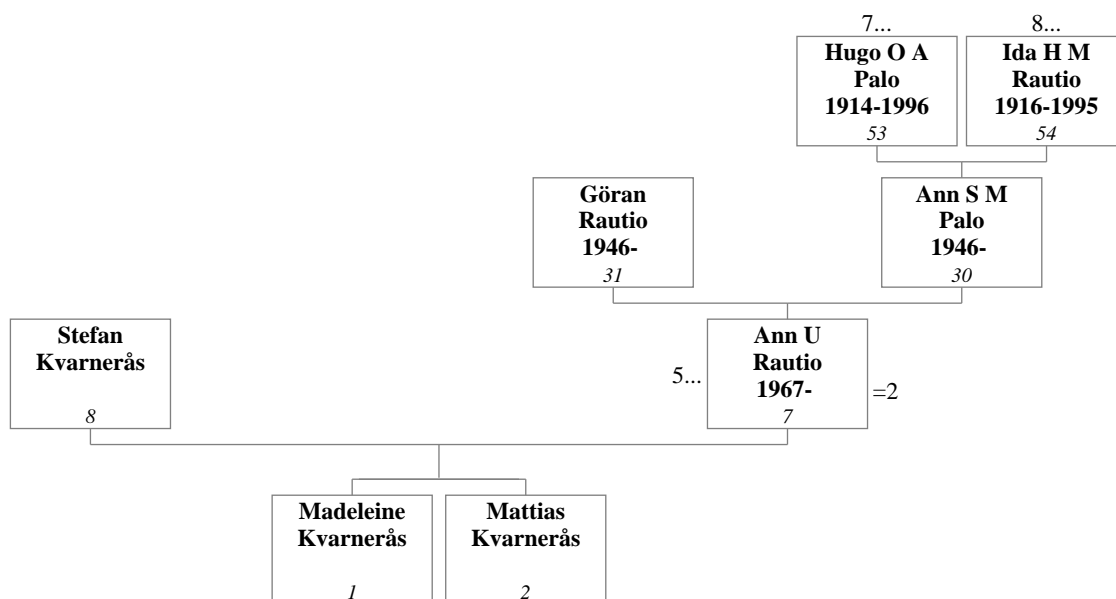 7...
Hugo O A
Palo
1914-1996
53
8...
Ida H M
Rautio
1916-1995
54
Göran
Rautio
1946-
31
Ann S M
Palo
1946-
30
Stefan
Kvarnerås
8
5...
Ann U
Rautio
1967-
7
=2
Madeleine
Kvarnerås
1
Mattias
Kvarnerås
2